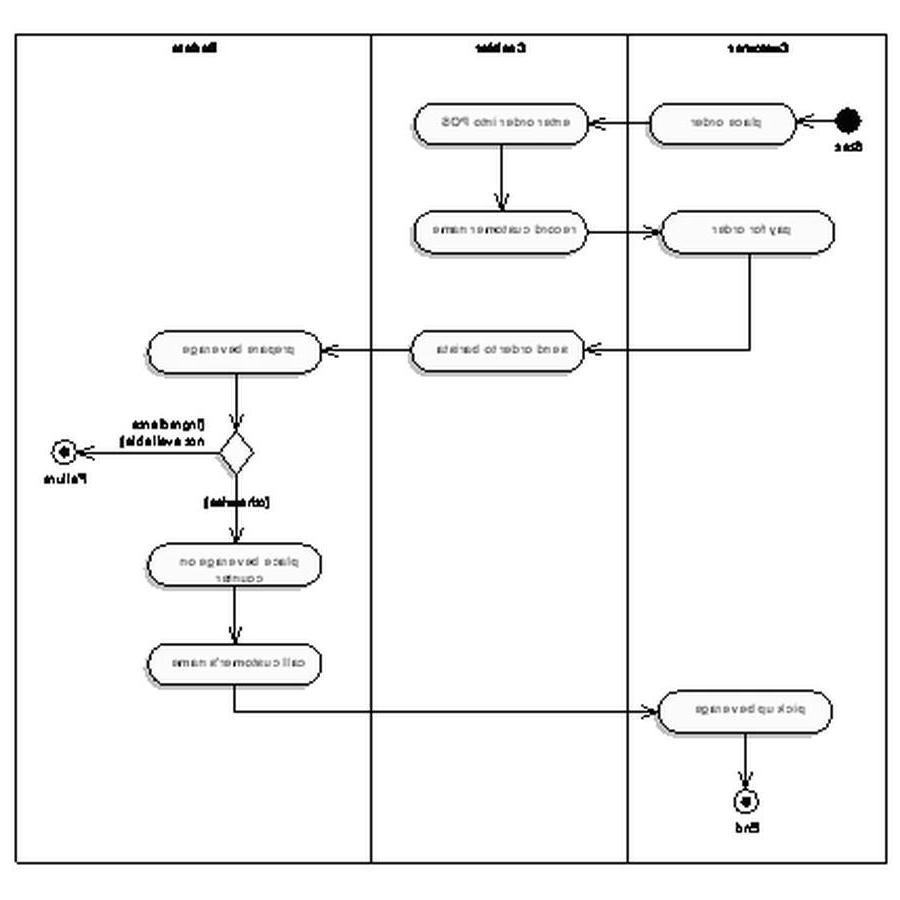 Customer
Cashier
Barista
Start
place order
enter order into POS
record customer name
pay for order
send order to barista
prepare beverage
[Ingredients
not available]
Failure
[otherwise]
place beverage on
counter
call customer's name
pick up beverage
End